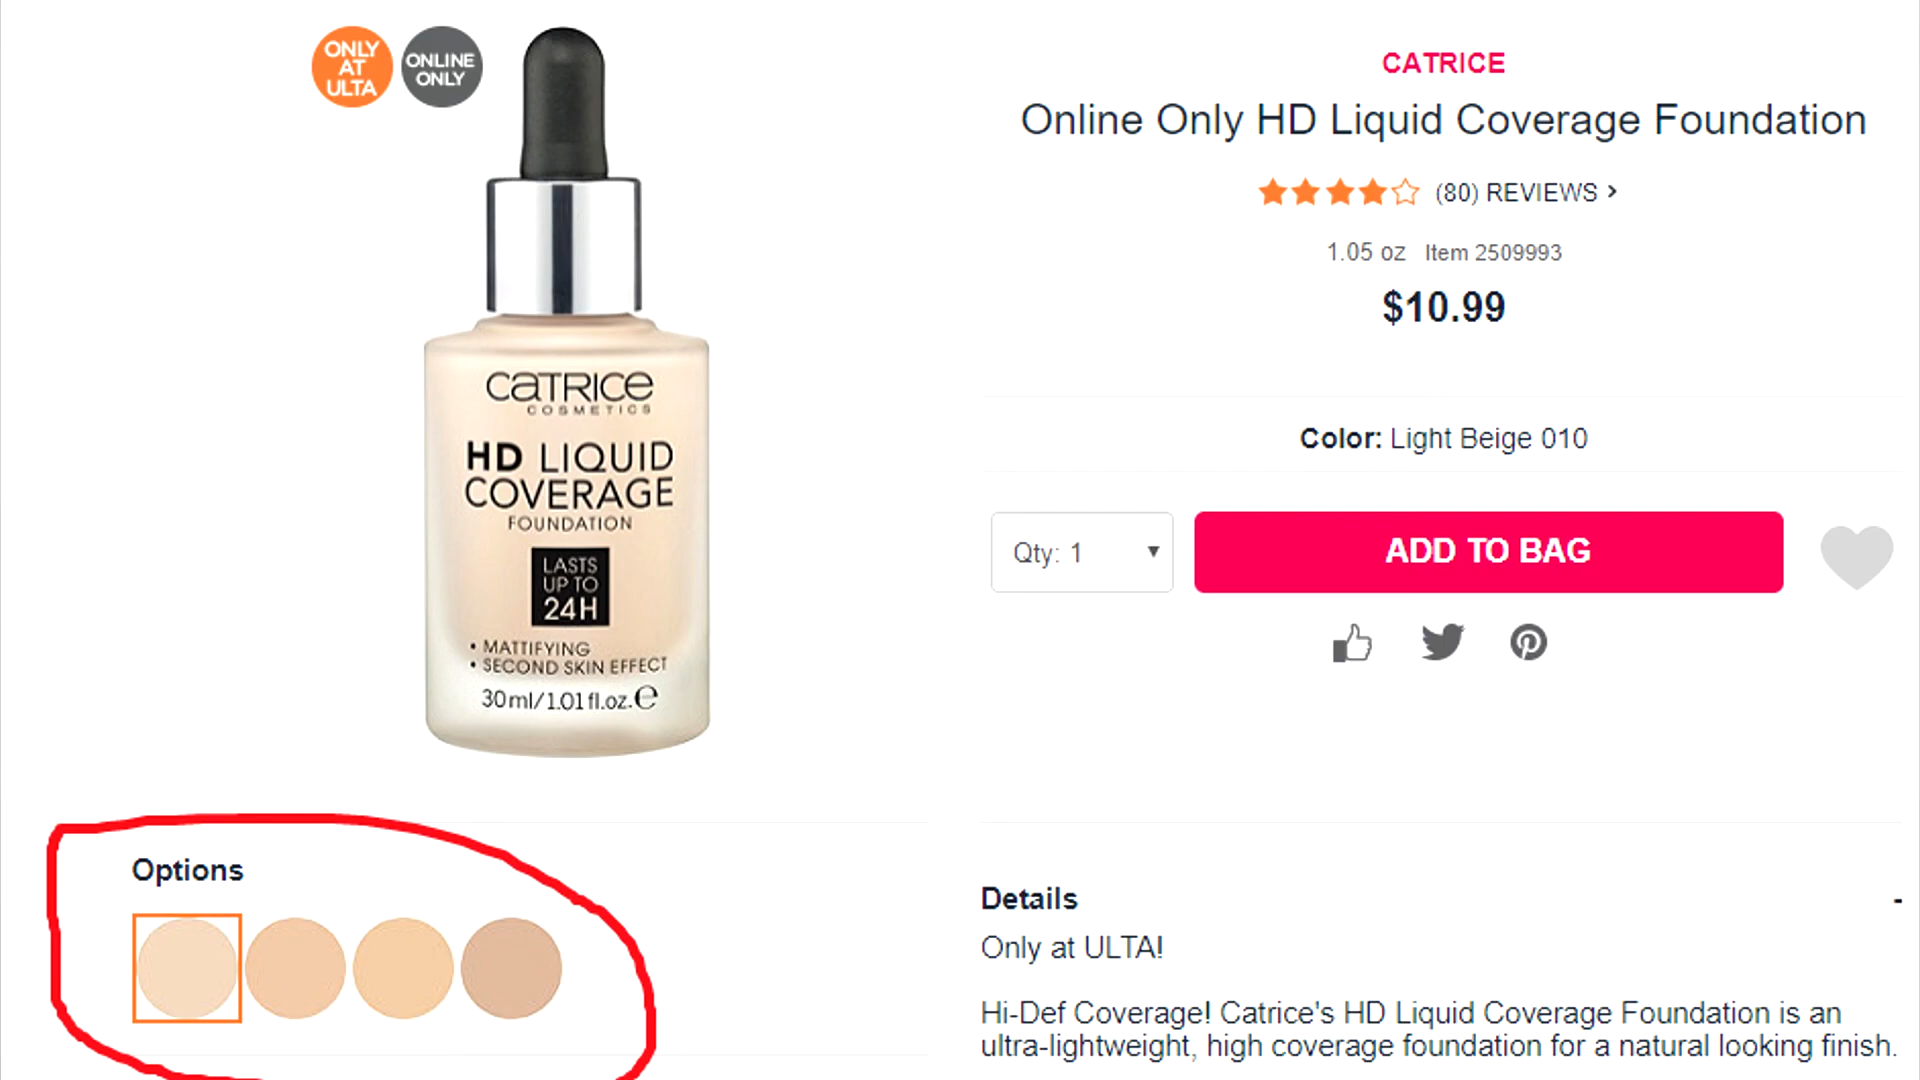 ONLY
AT
ULTA
ONLINE
ONLY
CATRICE
COSMETICS
HD LIQUID
COVERAGE
FOUNDATION
LASTS
UP TO
24H
• MATTIFYING
• SECOND SKIN EFFECT
30ml/1.01fl.oz.℮
Options
CATRICE
Online Only HD Liquid Coverage Foundation
(80) REVIEWS >
1.05 oz Item 2509993
$10.99
Color: Light Beige 010
Qty: 1
ADD TO BAG
Details -
Only at ULTA!
Hi-Def Coverage! Catrice's HD Liquid Coverage Foundation is an
ultra-lightweight, high coverage foundation for a natural looking finish.